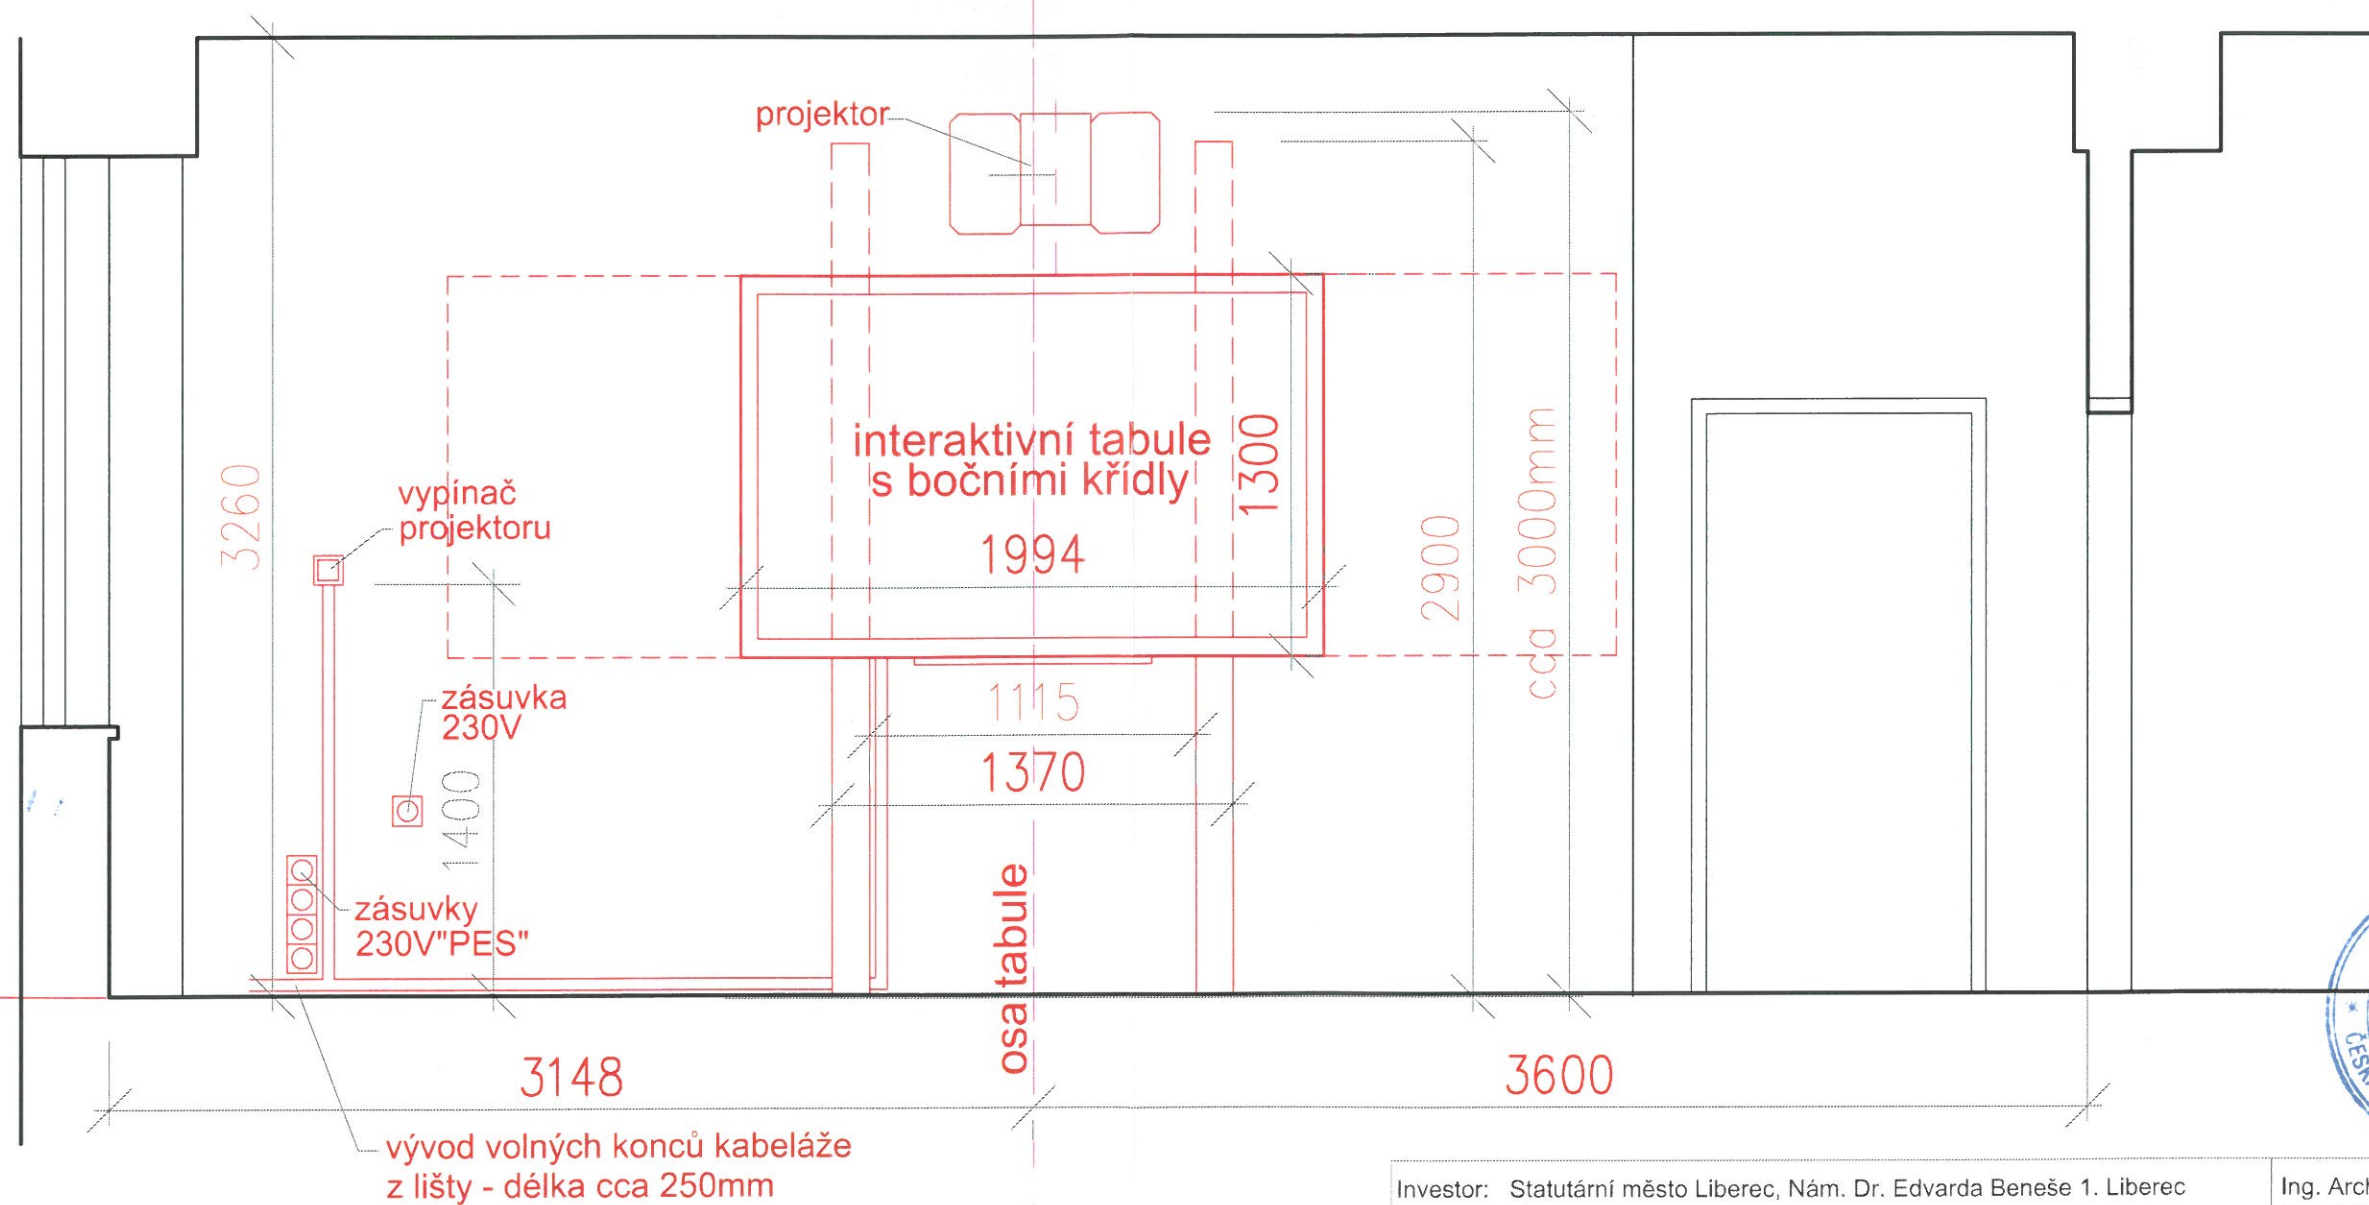 projektor
interaktivní tabule
s bočními křídly
1300
1994
3260
vypínač
projektoru
2900
cca 3000mm
zásuvka
230V
1115
1370
1400
zásuvky
230V"PES"
osa tabule
3148
3600
vývod volných konců kabeláže
z lišty - délka cca 250mm
Investor: Statutární město Liberec, Nám. Dr. Edvarda Beneše 1. Liberec
Ing. Arch